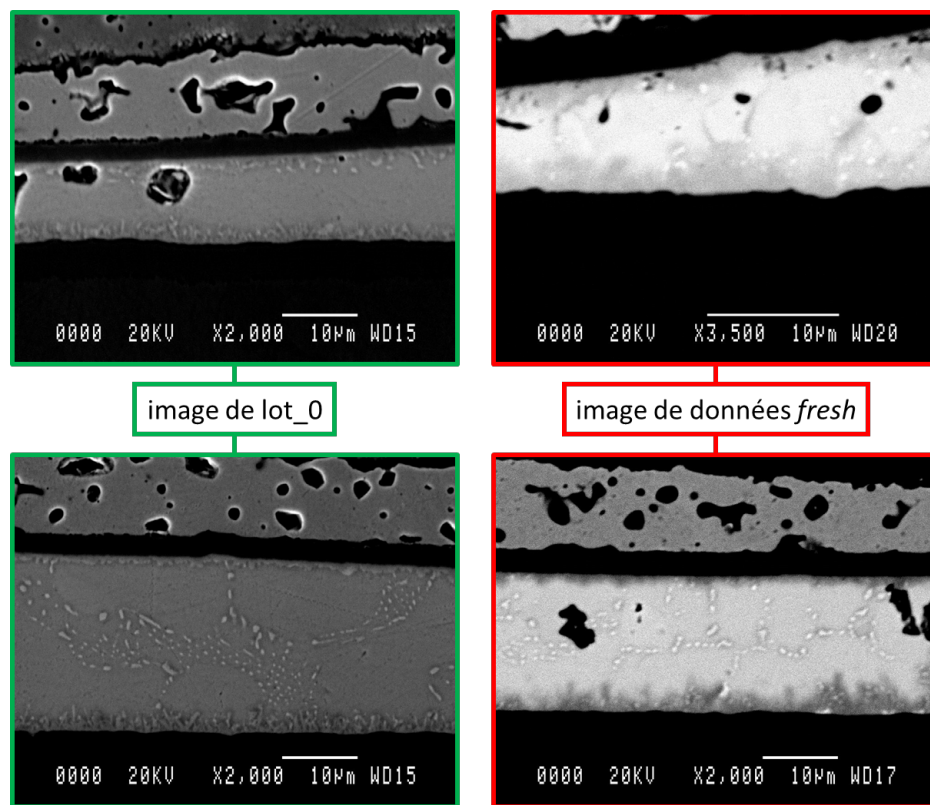 0000 20KV X2,000 10µm WD15
0000 20KV X3,500 10µm WD20
image de lot_0
image de données fresh
0000 20KV X2,000 10µm WD15
0000 20KV X2,000 10µm WD17